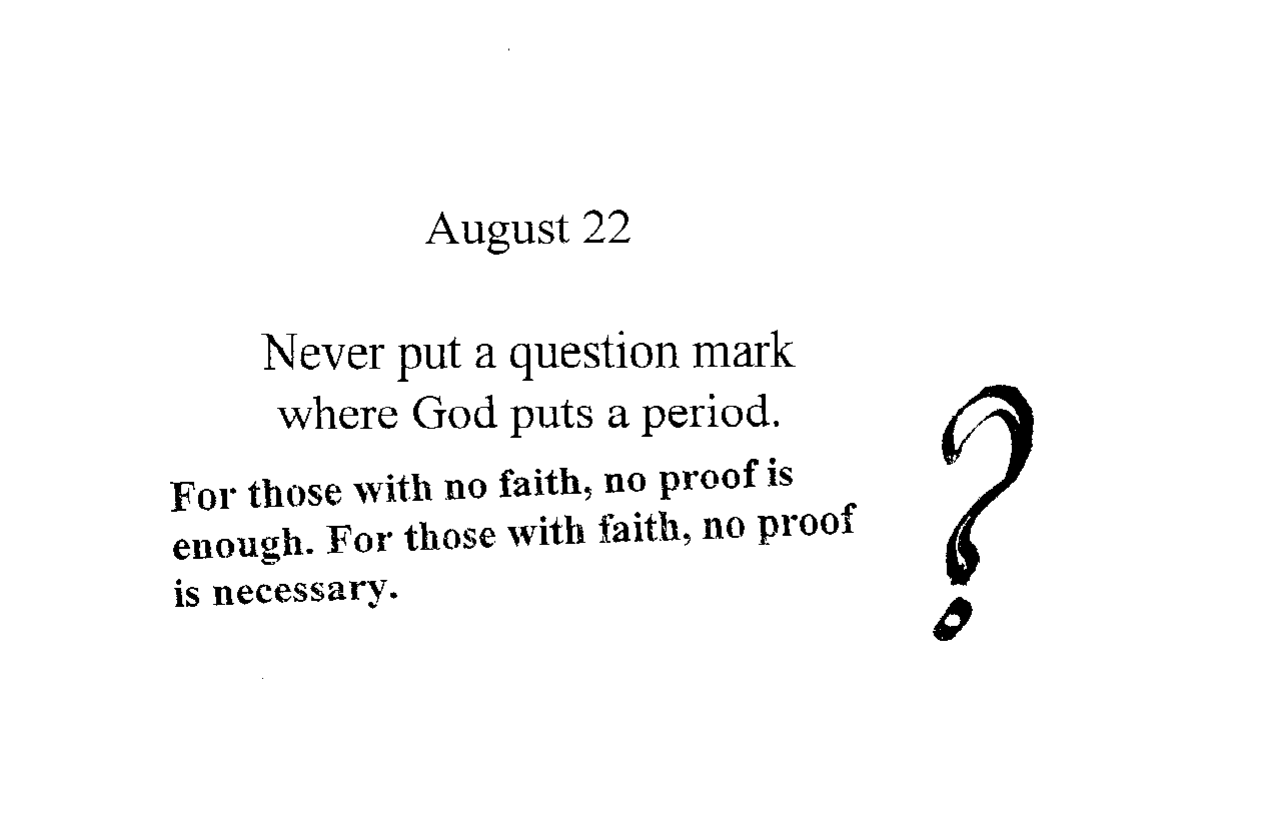 August 22
Never put a question mark
where God puts a period.
For those with no faith, no proof is
enough. For those with faith, no proof
is necessary.
?